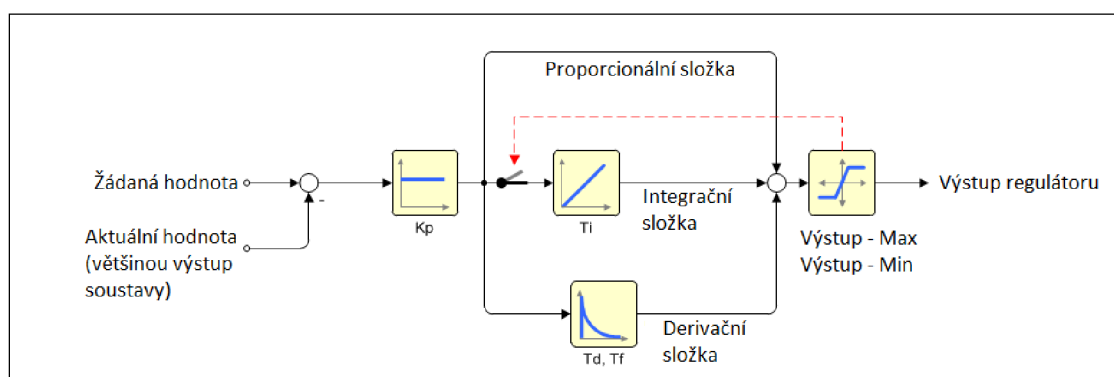 Proporcionální složka
Žádaná hodnota
-
Aktuální hodnota
(většinou výstup
soustavy)
Kp
Ti
Integrační
složka
Výstup regulátoru
Výstup - Max
Výstup - Min
Td, Tf
Derivační
složka